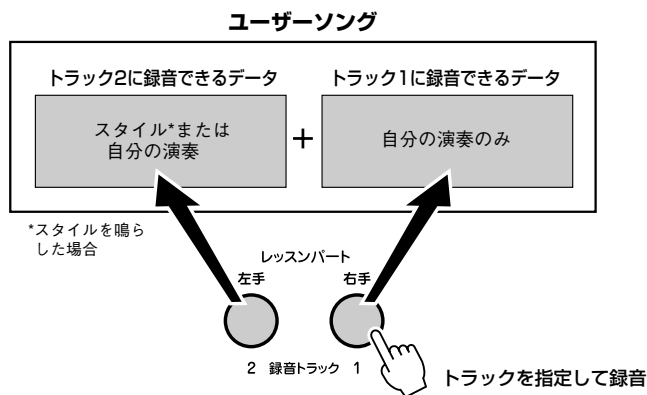 ユーザーソング
トラック2に録音できるデータ
トラック1に録音できるデータ
スタイル*または
自分の演奏
+
自分の演奏のみ
*スタイルを鳴ら
した場合
レッスンパート
左手
右手
2 録音トラック 1
トラックを指定して録音